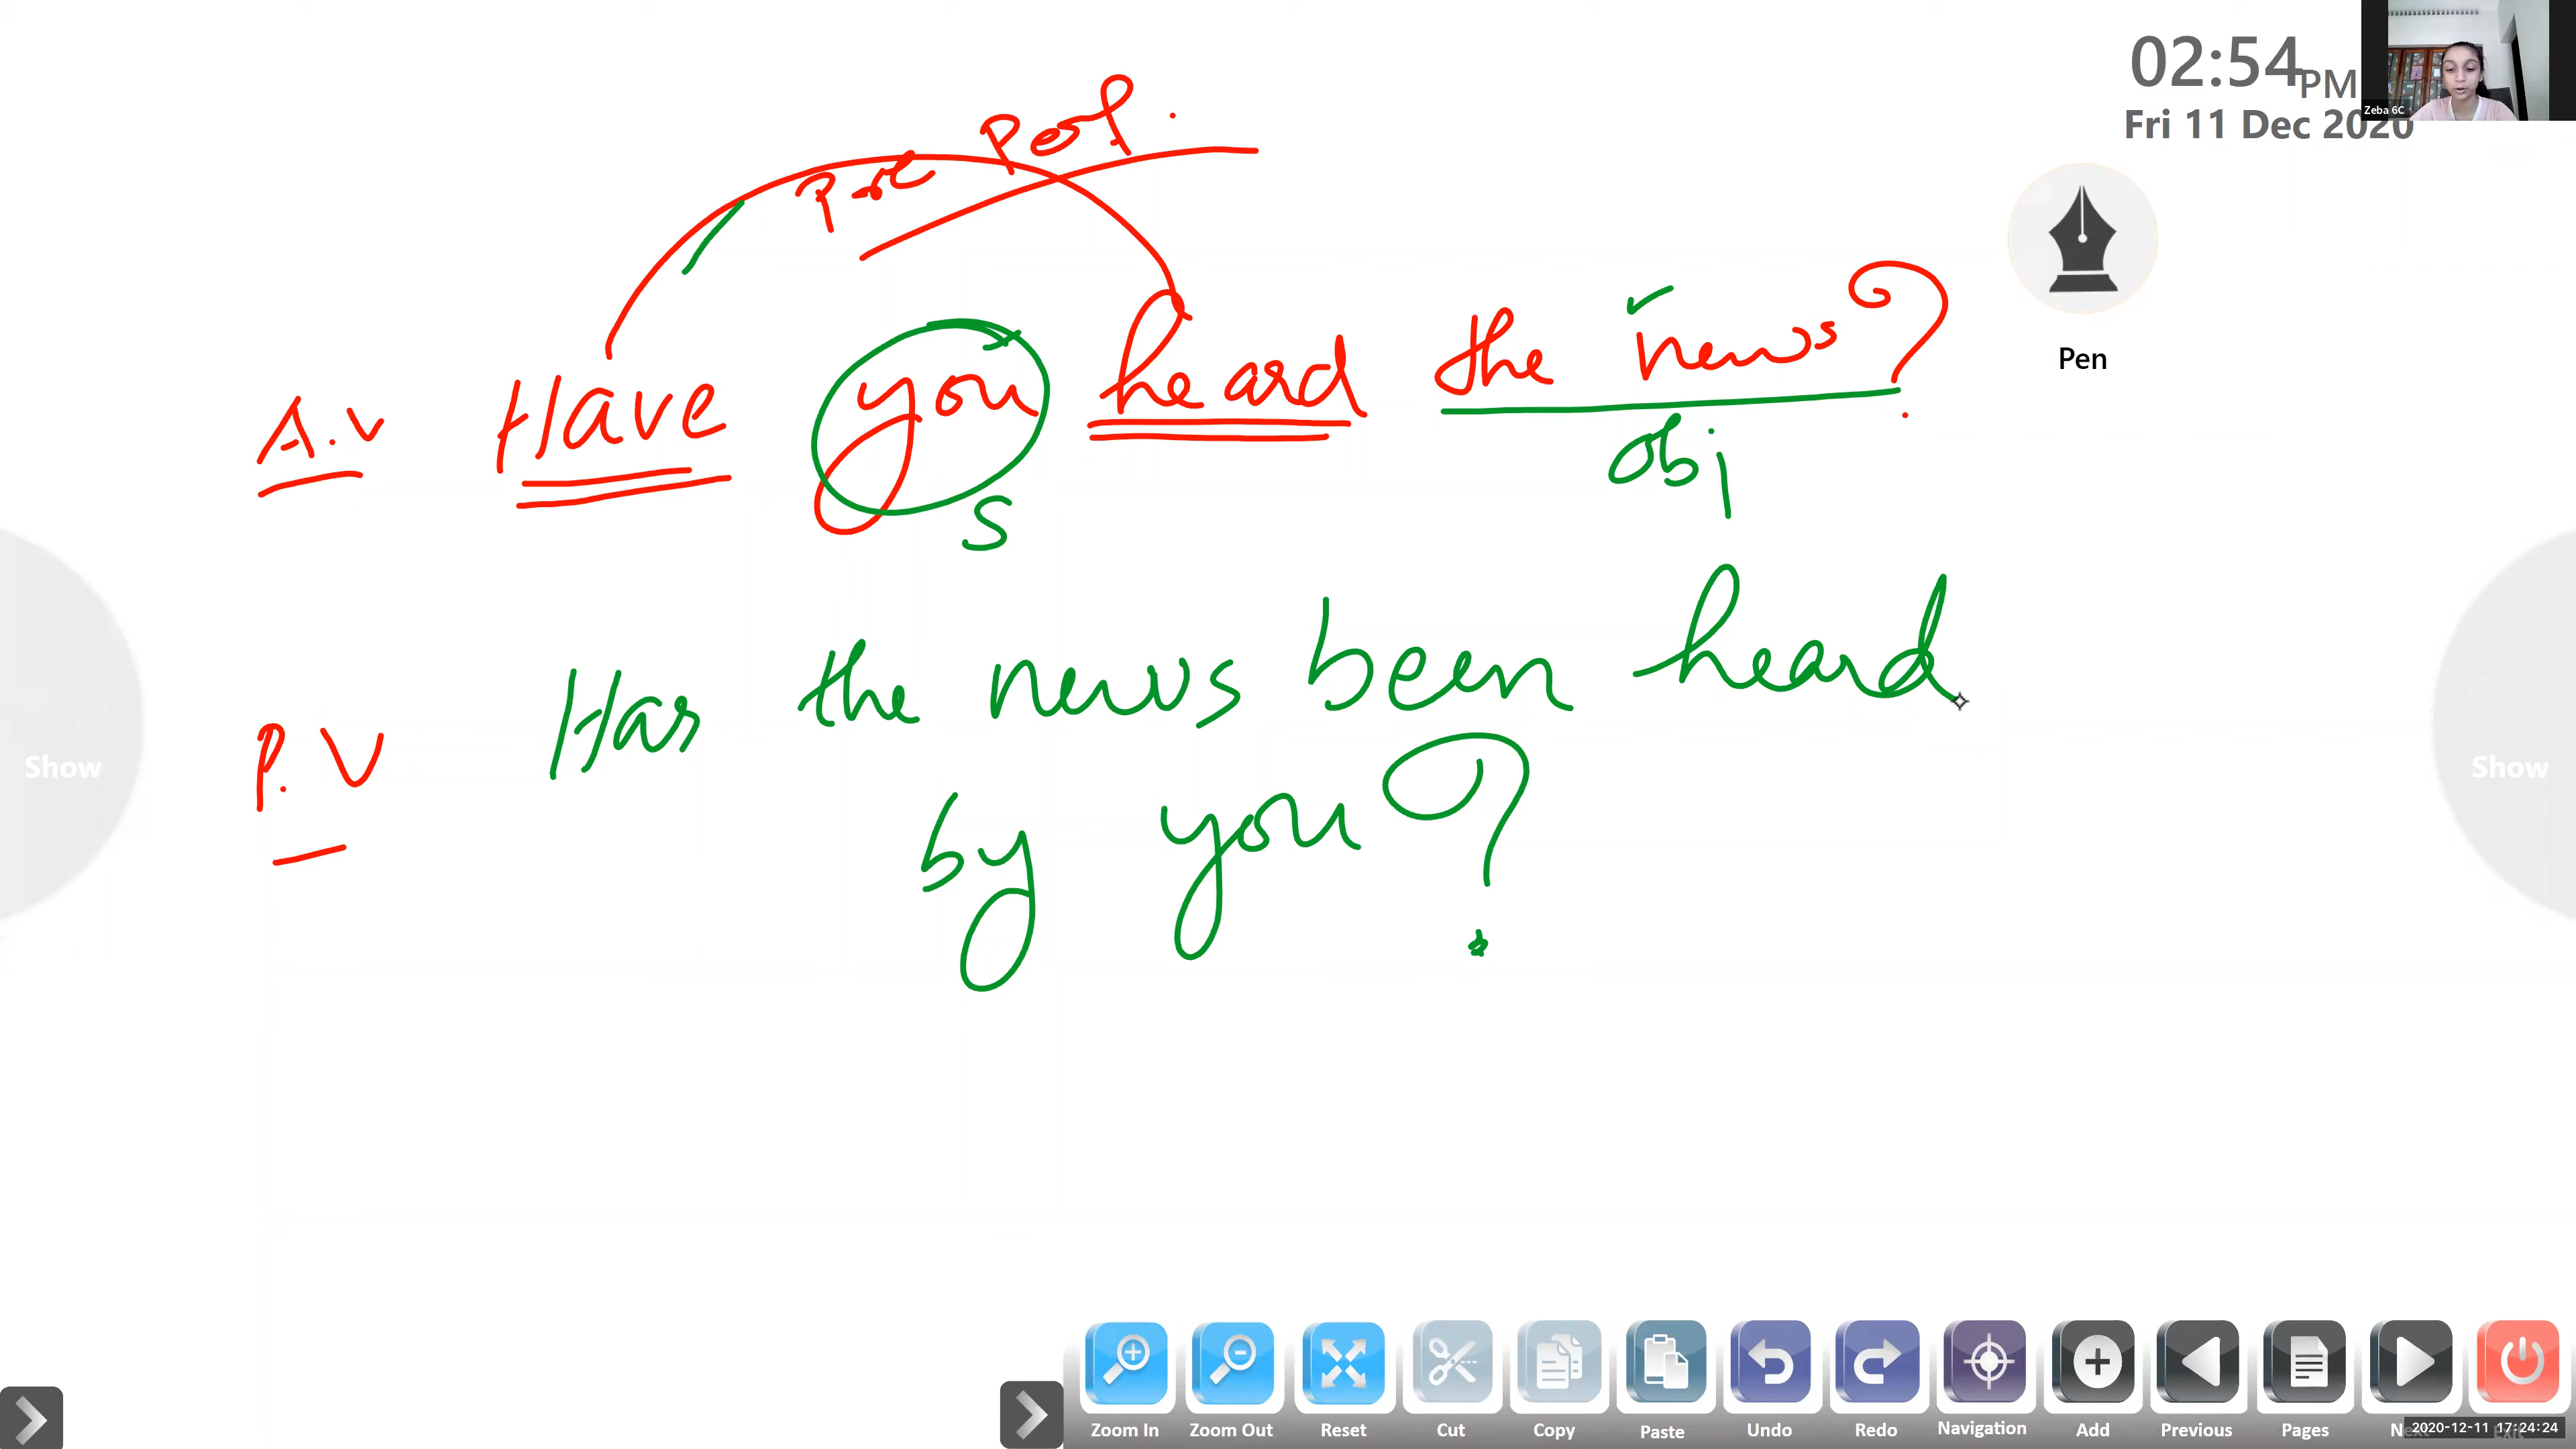 02:54 PM
Fri 11 Dec 2020
Zeba 6C
Pen
Pre Perf.
A.V Have you heard the news?
S obj
P.V Has the news been heard
by you?
Show
Show
Zoom In Zoom Out Reset Cut Copy Paste Undo Redo Navigation Add Previous Pages
2020-12-11 17:24:24